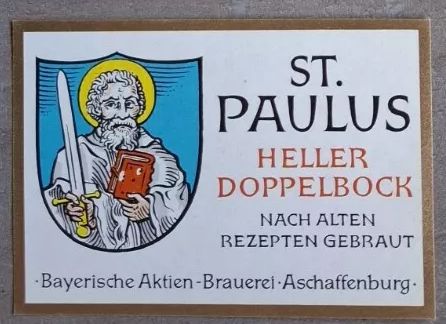 ST.
PAULUS
HELLER
DOPPELBOCK
NACH ALTEN
REZEPTEN GEBRAUT
·Bayerische Aktien-Brauerei·Aschaffenburg·